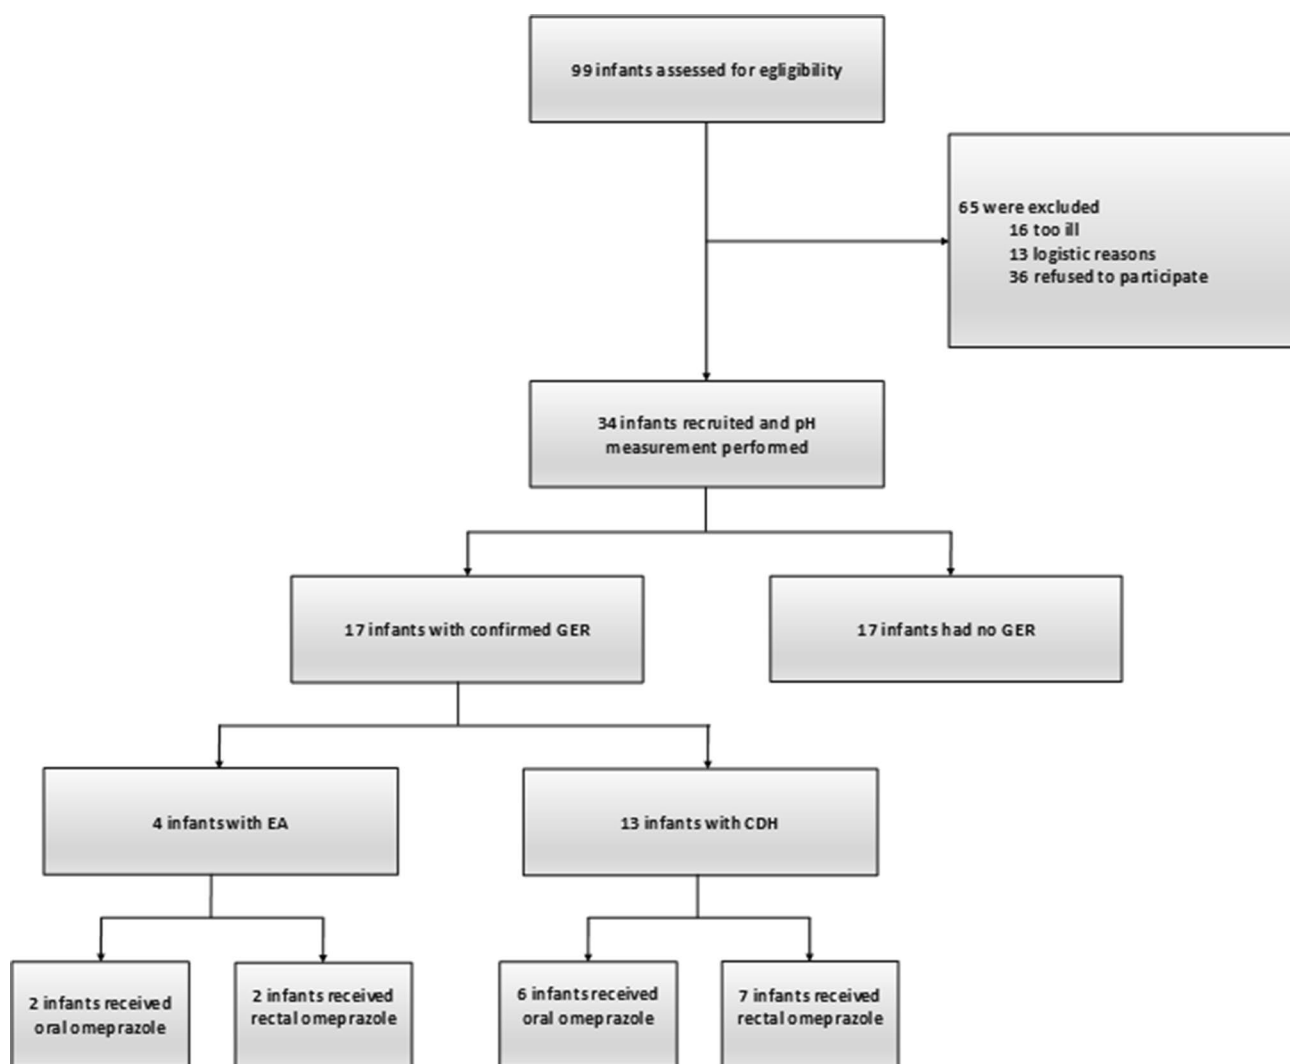 99 infants assessed for egligibility
65 were excluded
16 too ill
13 logistic reasons
36 refused to participate
34 infants recruited and pH
measurement performed
17 infants with confirmed GER
17 infants had no GER
4 infants with EA
13 infants with CDH
2 infants received
oral omeprazole
2 infants received
rectal omeprazole
6 infants received
oral omeprazole
7 infants received
rectal omeprazole